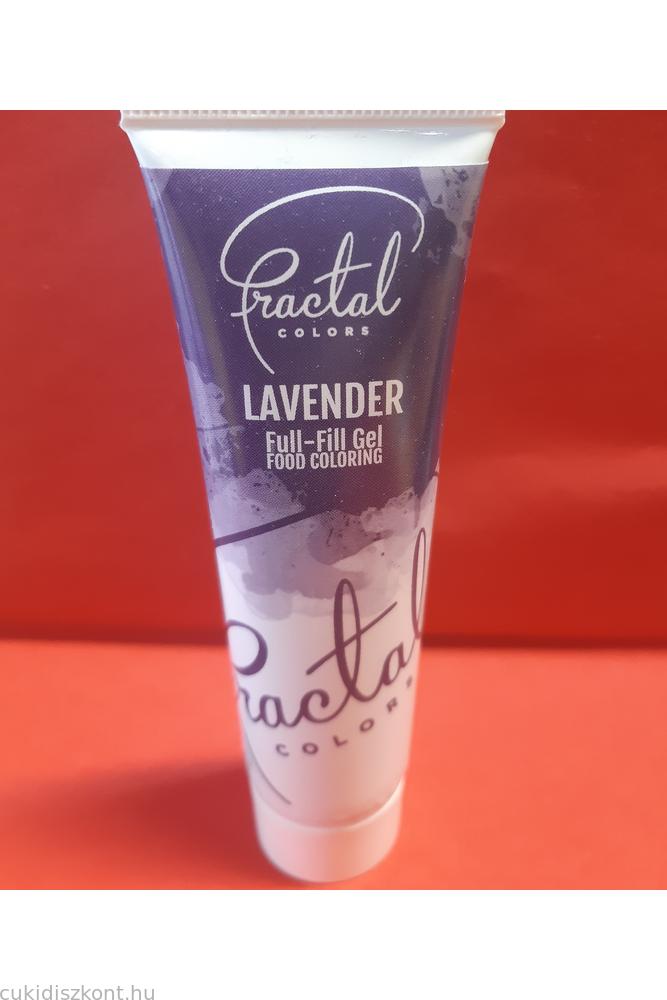 Fractal
COLORS
LAVENDER
Full-Fill Gel
FOOD COLORING
Fractal
COLORS
cukidiszkont.hu